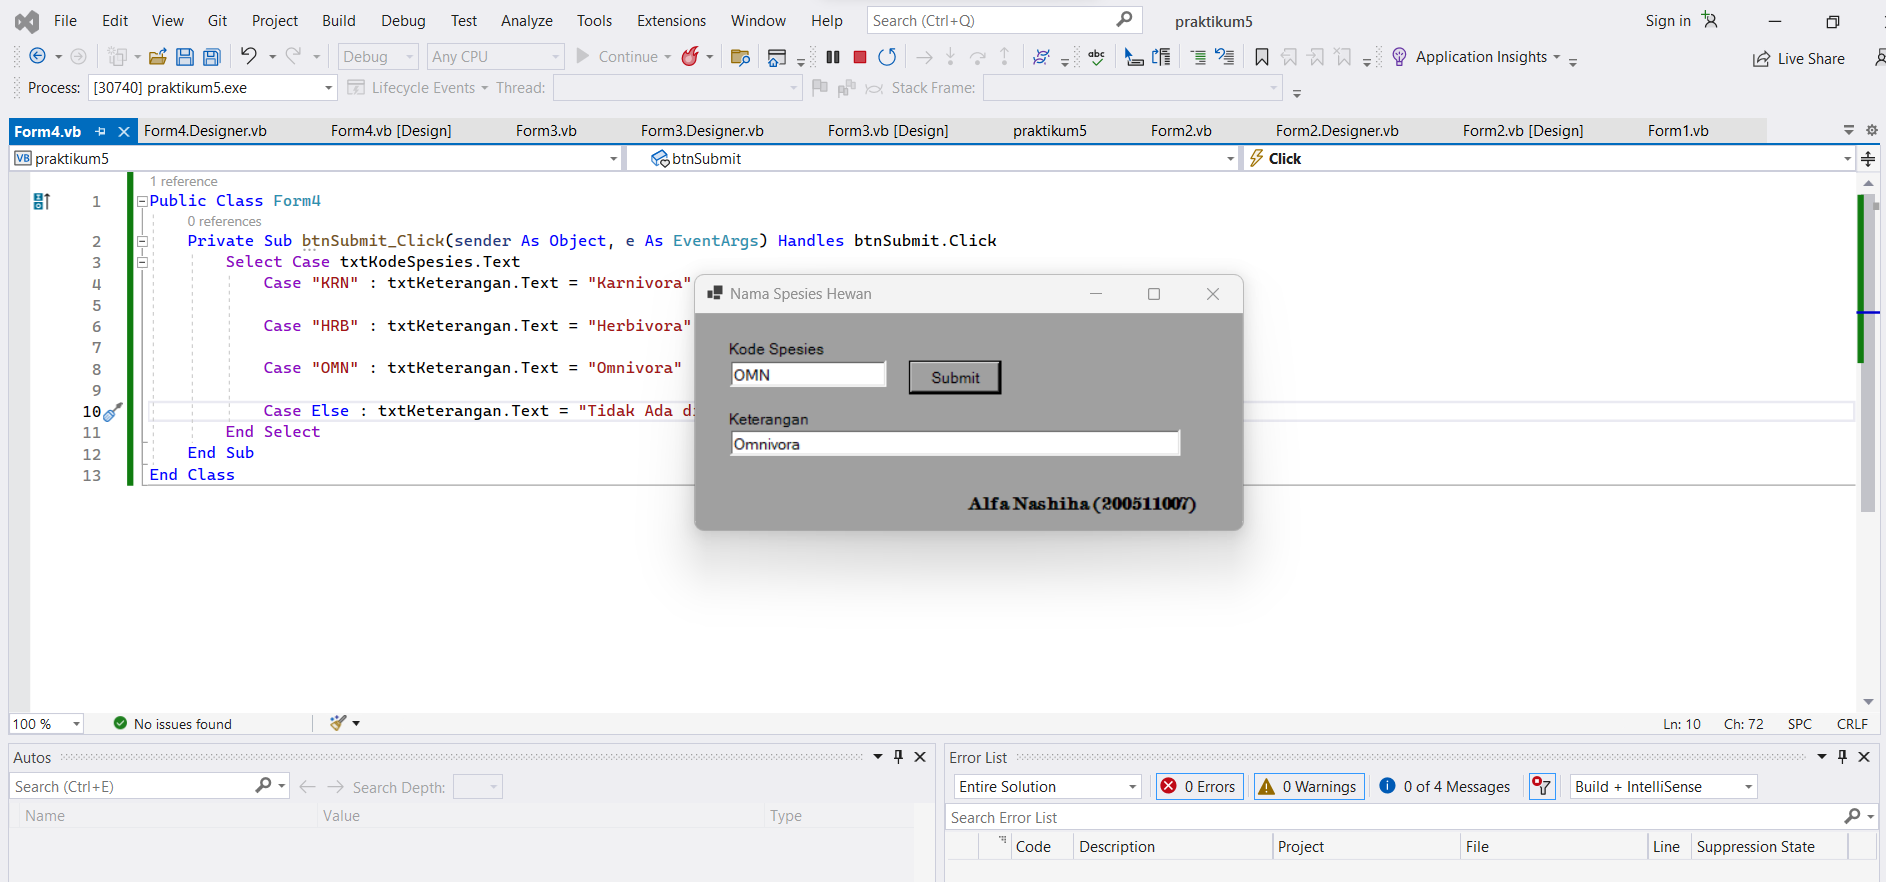 File Edit View Git Project Build Debug Test Analyze Tools Extensions Window Help Search (Ctrl+Q) praktikum5 Sign in
Debug Any CPU Continue abc Application Insights Live Share
Process: [30740] praktikum5.exe Lifecycle Events Thread: Stack Frame:
Form4.vb Form4.Designer.vb Form4.vb [Design] Form3.vb Form3.Designer.vb Form3.vb [Design] praktikum5 Form2.vb Form2.Designer.vb Form2.vb [Design] Form1.vb
VB praktikum5 btnSubmit Click
1 reference
1 Public Class Form4
0 references
2 Private Sub btnSubmit_Click(sender As Object, e As EventArgs) Handles btnSubmit.Click
3 Select Case txtKodeSpesies.Text
4 Case "KRN" : txtKeterangan.Text = "Karnivora"
5
6 Case "HRB" : txtKeterangan.Text = "Herbivora"
7
8 Case "OMN" : txtKeterangan.Text = "Omnivora"
9
10 Case Else : txtKeterangan.Text = "Tidak Ada
11 End Select
12 End Sub
13 End Class
Nama Spesies Hewan
Kode Spesies
OMN Submit
Keterangan
Omnivora
Alfa Nashiha (200511007)
100 % No issues found Ln: 10 Ch: 72 SPC CRLF
Autos
Search (Ctrl+E) Search Depth:
Name Value Type
Error List
Entire Solution 0 Errors 0 Warnings 0 of 4 Messages Build + IntelliSense
Search Error List
Code Description Project File Line Suppression State